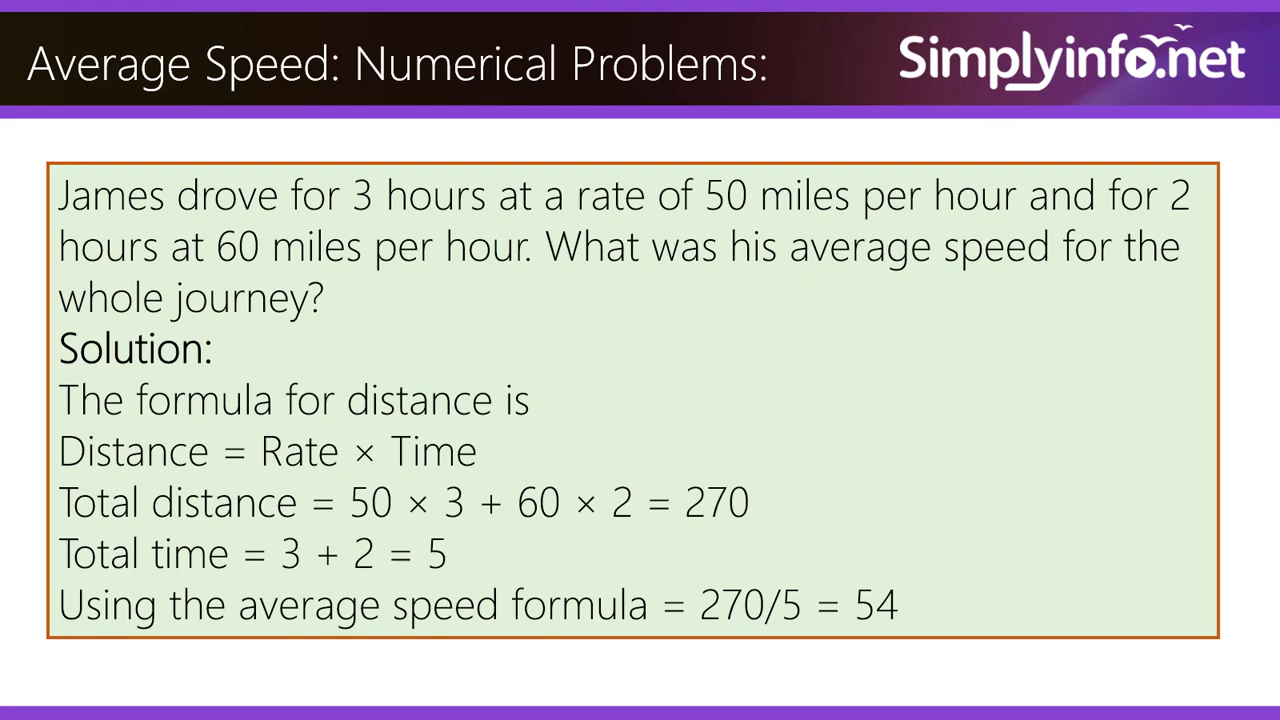 Average Speed: Numerical Problems:
Simplyinfo.net
James drove for 3 hours at a rate of 50 miles per hour and for 2
hours at 60 miles per hour. What was his average speed for the
whole journey?
Solution:
The formula for distance is
Distance = Rate × Time
Total distance = 50 × 3 + 60 × 2 = 270
Total time = 3 + 2 = 5
Using the average speed formula = 270/5 = 54